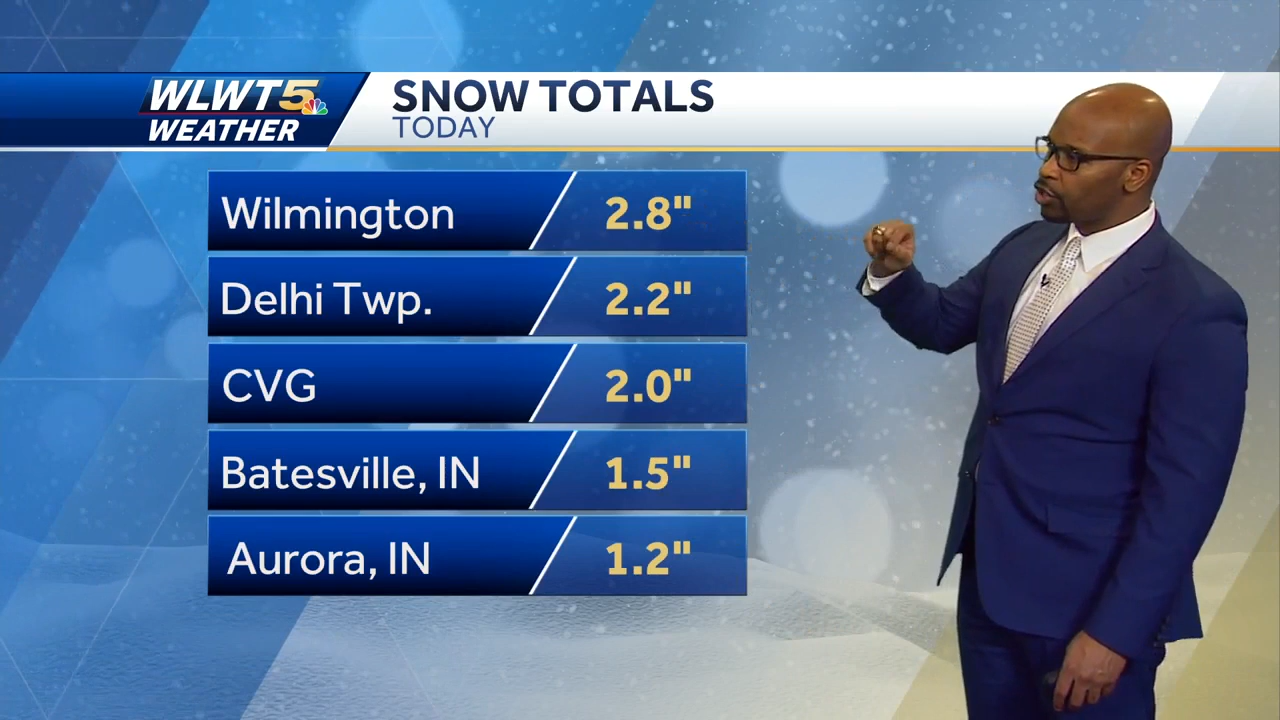 WLWT5
WEATHER
SNOW TOTALS
TODAY
Wilmington 2.8"
Delhi Twp. 2.2"
CVG 2.0"
Batesville, IN 1.5"
Aurora, IN 1.2"